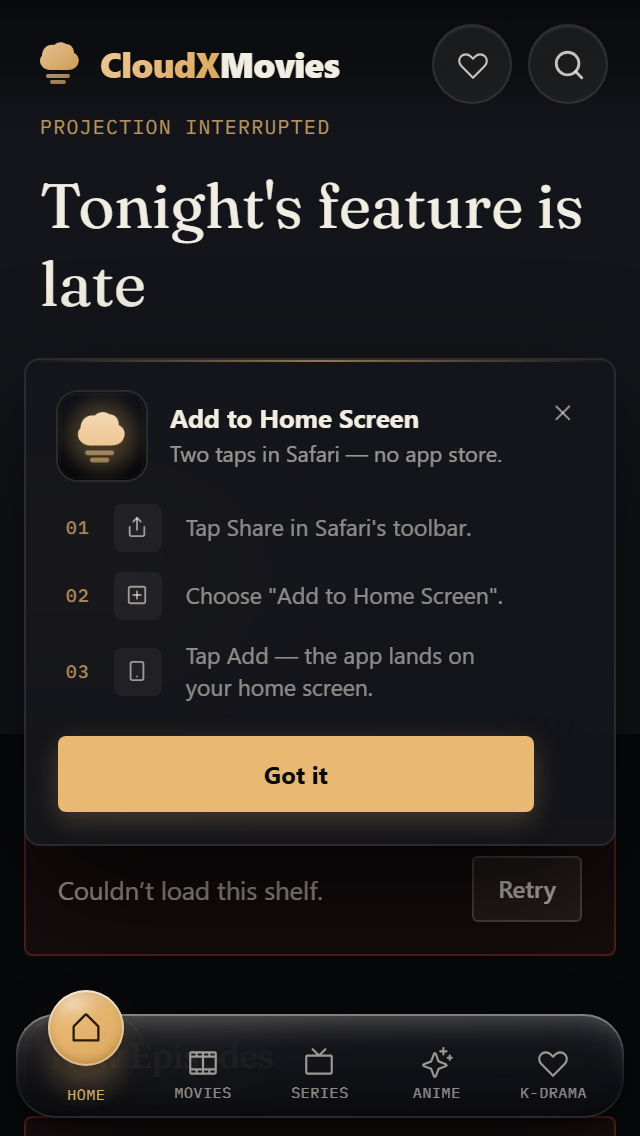 CloudXMovies
PROJECTION INTERRUPTED
Tonight's feature is
late
Add to Home Screen
Two taps in Safari — no app store.
01 Tap Share in Safari's toolbar.
02 Choose "Add to Home Screen".
03 Tap Add — the app lands on
your home screen.
Got it
Couldn’t load this shelf.
Retry
Episodes
HOME
MOVIES
SERIES
ANIME
K-DRAMA